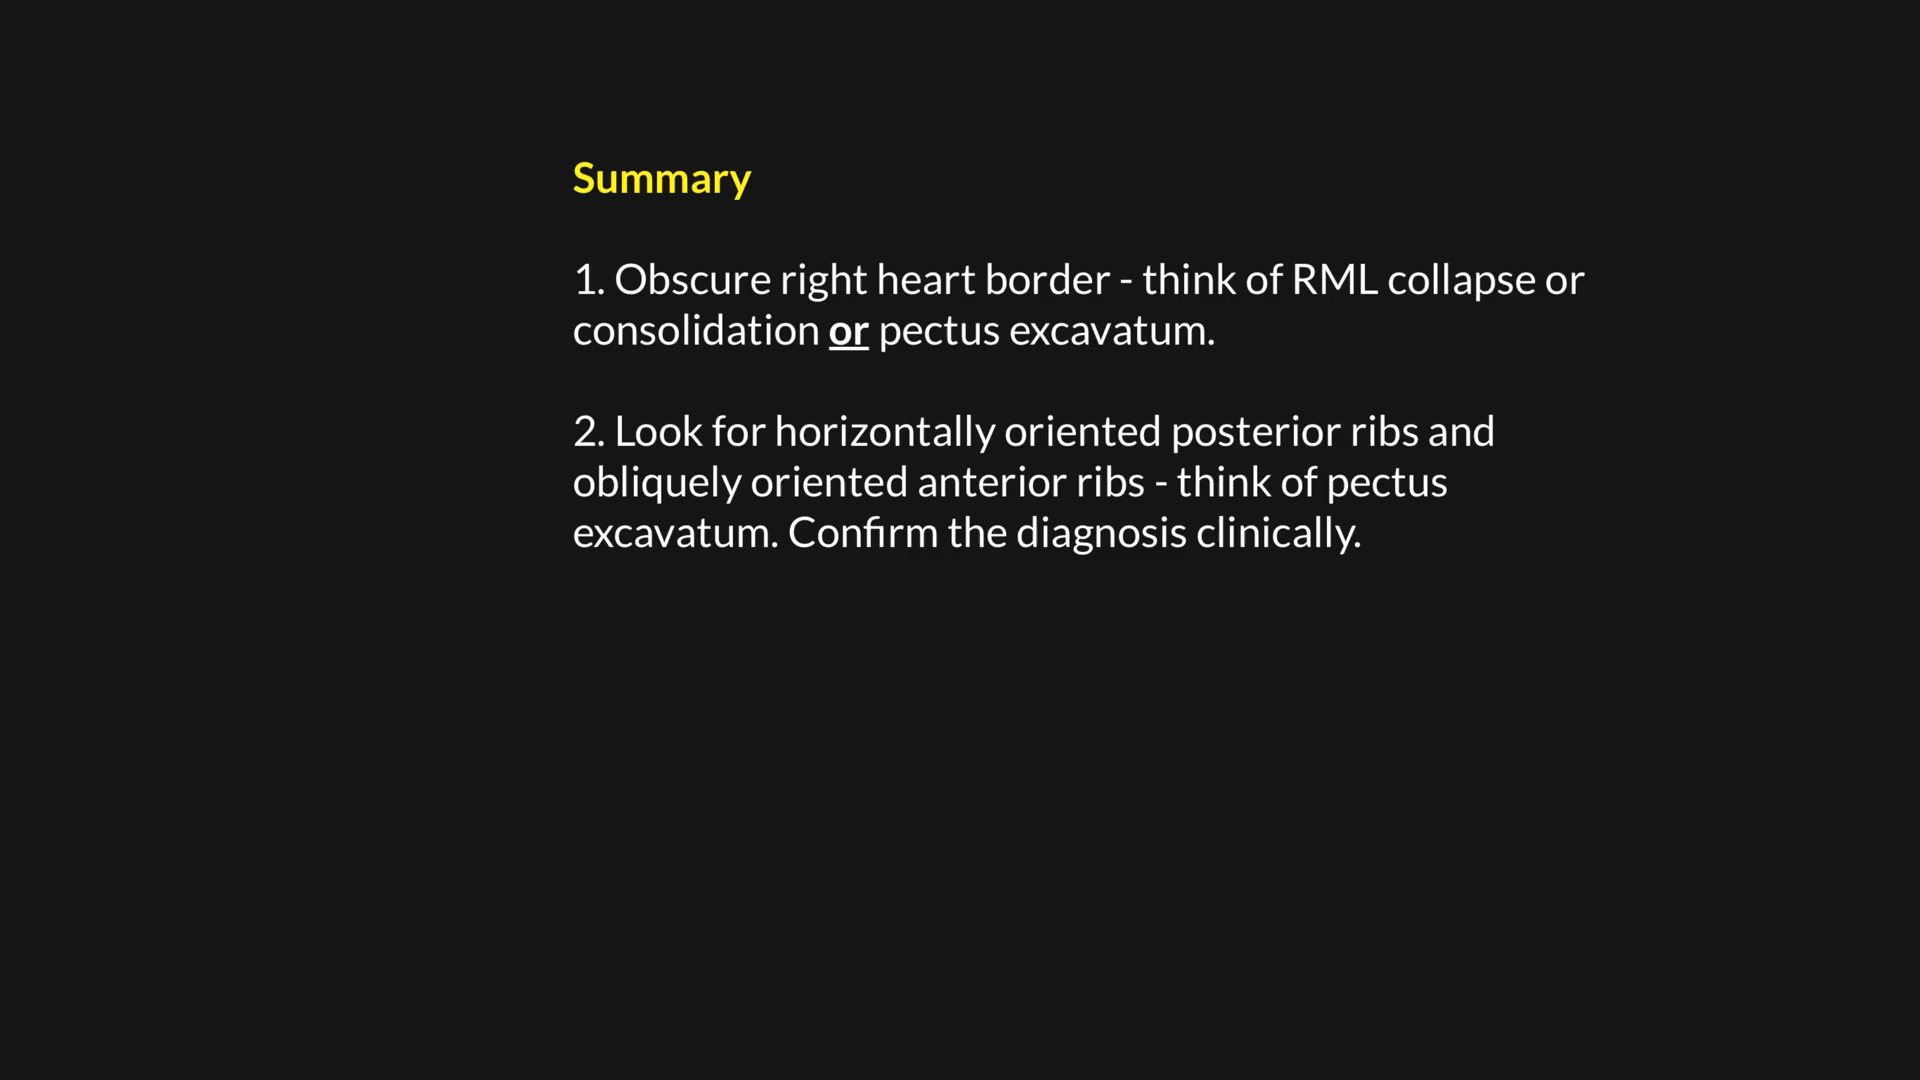 Summary
1. Obscure right heart border - think of RML collapse or
consolidation or pectus excavatum.
2. Look for horizontally oriented posterior ribs and
obliquely oriented anterior ribs - think of pectus
excavatum. Confirm the diagnosis clinically.